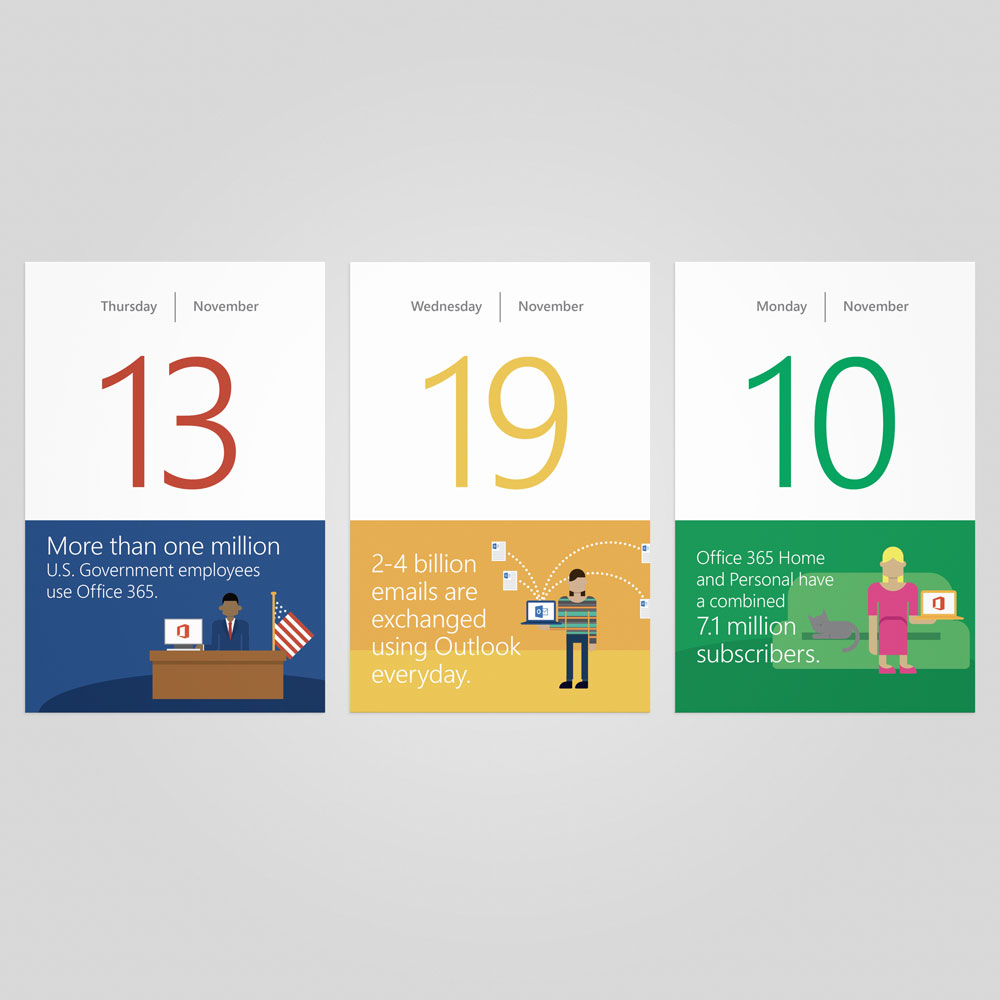 Thursday | November
13
More than one million
U.S. Government employees
use Office 365.
Wednesday | November
19
2-4 billion
emails are
exchanged
using Outlook
everyday.
Monday | November
10
Office 365 Home
and Personal have
a combined
7.1 million
subscribers.